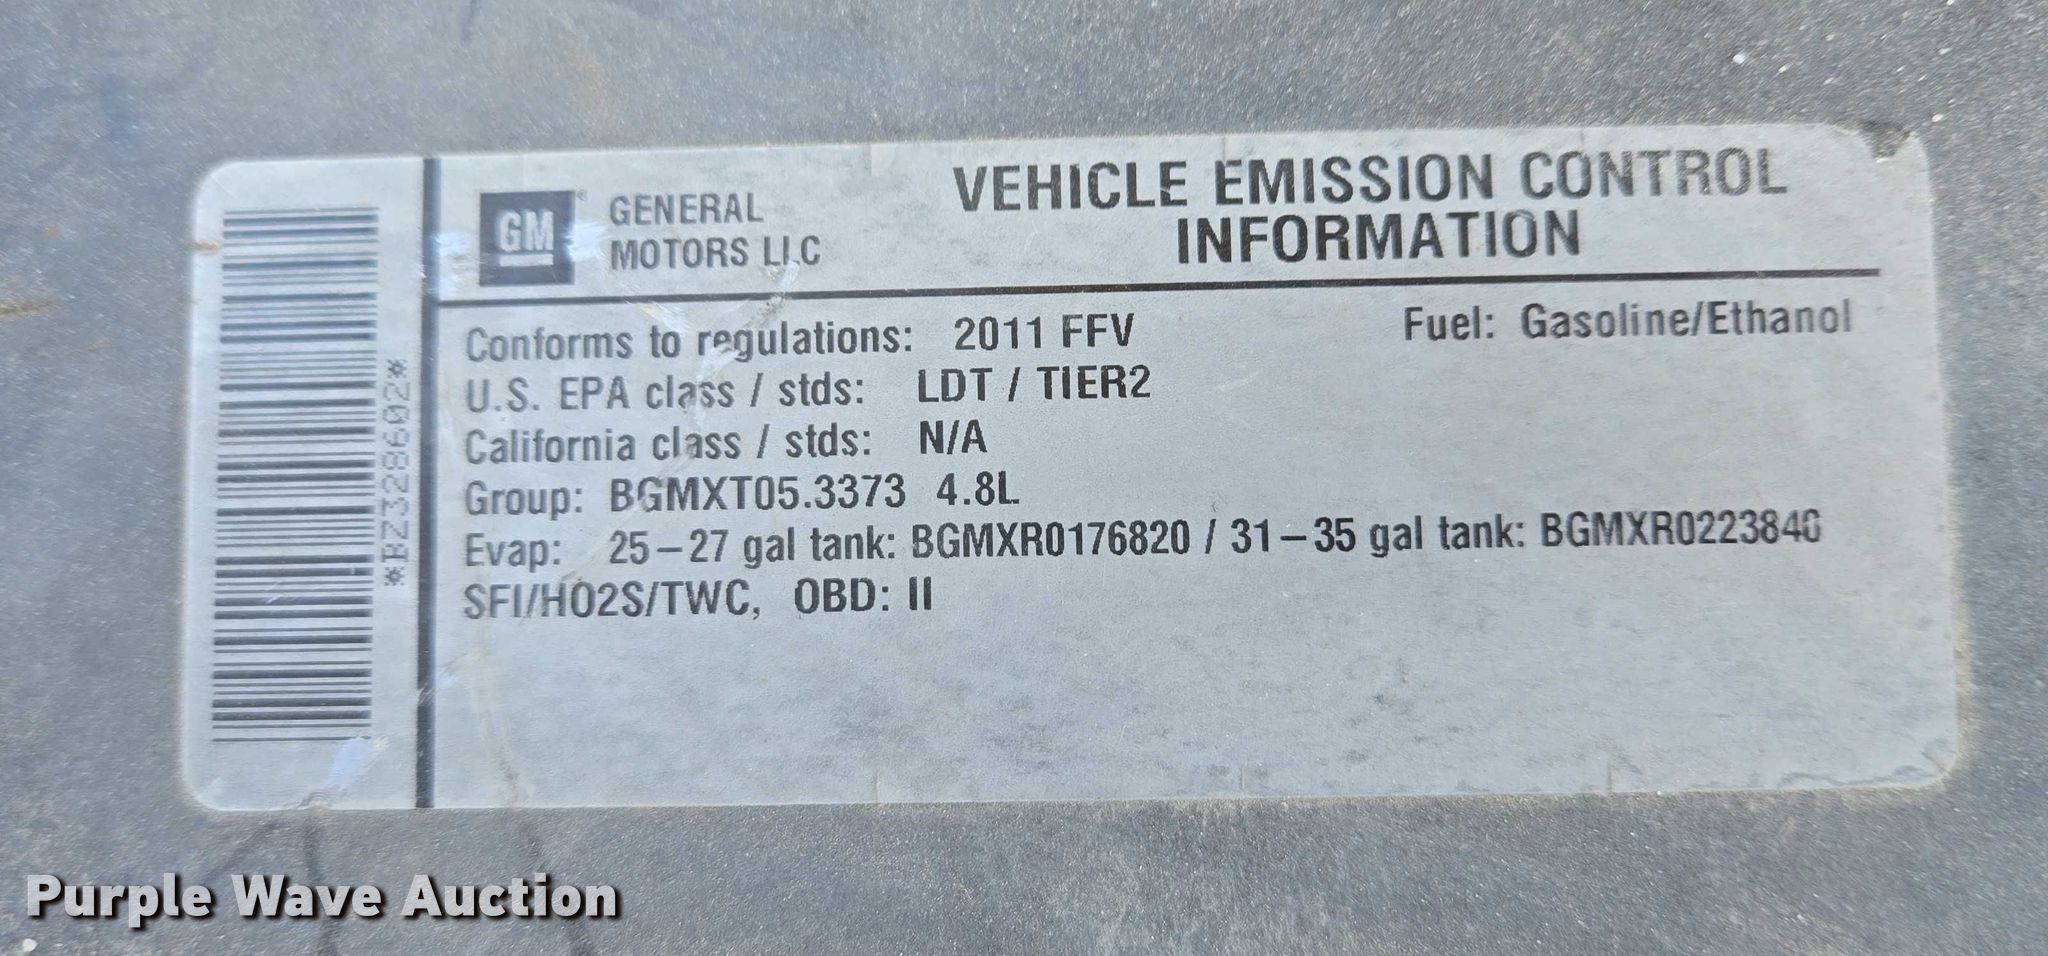 GM
GENERAL
MOTORS LLC
VEHICLE EMISSION CONTROL
INFORMATION
Conforms to regulations: 2011 FFV
Fuel: Gasoline/Ethanol
U.S. EPA class / stds: LDT / TIER2
California class / stds: N/A
Group: BGMXT05.3373 4.8L
Evap: 25–27 gal tank: BGMXR0176820 / 31–35 gal tank: BGMXR0223840
SFI/HO2S/TWC, OBD: II
*BZ328602*
Purple Wave Auction